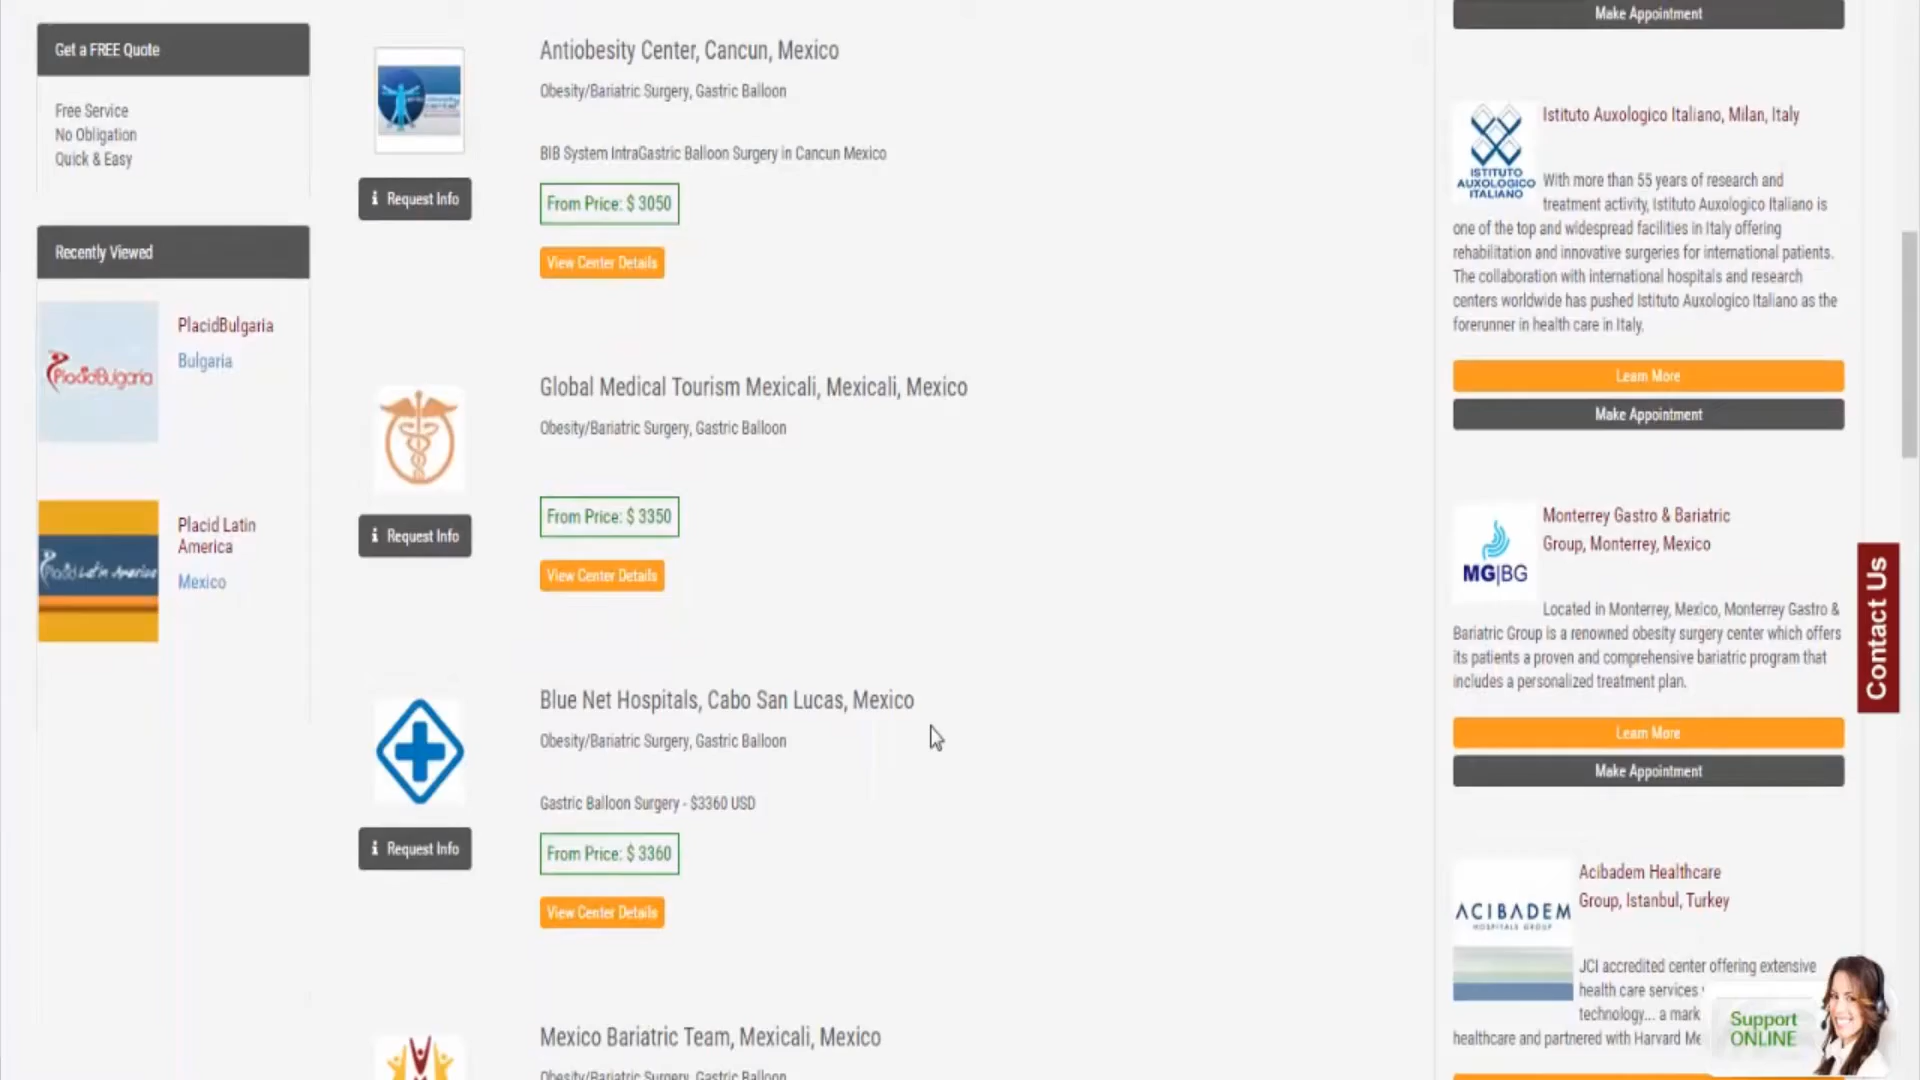 Get a FREE Quote
Free Service
No Obligation
Quick & Easy
Recently Viewed
PlacidBulgaria
PlacidBulgaria
Bulgaria
Placid Latin America
Placid Latin
America
Mexico
Antiobesity Center, Cancun, Mexico
Obesity/Bariatric Surgery, Gastric Balloon
BIB System IntraGastric Balloon Surgery in Cancun Mexico
i Request Info
From Price: $ 3050
View Center Details
Global Medical Tourism Mexicali, Mexicali, Mexico
Obesity/Bariatric Surgery, Gastric Balloon
From Price: $ 3350
i Request Info
View Center Details
Blue Net Hospitals, Cabo San Lucas, Mexico
Obesity/Bariatric Surgery, Gastric Balloon
Gastric Balloon Surgery - $3360 USD
i Request Info
From Price: $ 3360
View Center Details
Mexico Bariatric Team, Mexicali, Mexico
Obesity/Bariatric Surgery, Gastric Balloon
Make Appointment
Istituto Auxologico Italiano, Milan, Italy
ISTITUTO
AUXOLOGICO
ITALIANO
With more than 55 years of research and
treatment activity, Istituto Auxologico Italiano is
one of the top and widespread facilities in Italy offering
rehabilitation and innovative surgeries for international patients.
The collaboration with international hospitals and research
centers worldwide has pushed Istituto Auxologico Italiano as the
forerunner in health care in Italy.
Learn More
Make Appointment
Monterrey Gastro & Bariatric
Group, Monterrey, Mexico
MG|BG
Located in Monterrey, Mexico, Monterrey Gastro &
Bariatric Group is a renowned obesity surgery center which offers
its patients a proven and comprehensive bariatric program that
includes a personalized treatment plan.
Learn More
Make Appointment
Acibadem Healthcare
Group, Istanbul, Turkey
ACIBADEM
HOSPITALS GROUP
JCI accredited center offering extensive
health care services
technology... a mark
healthcare and partnered with Harvard Me
Contact Us
Support
ONLINE